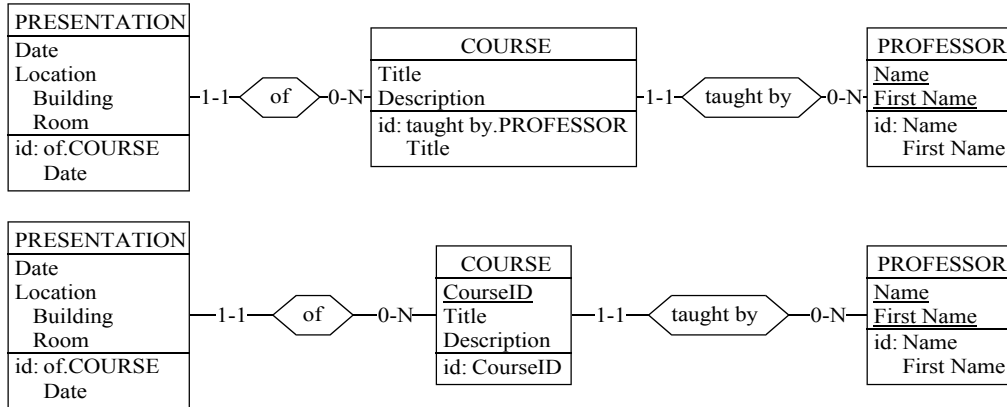 PRESENTATION
Date
Location
Building
Room
id: of.COURSE
Date
1-1
of
0-N
COURSE
Title
Description
id: taught by.PROFESSOR
Title
1-1
taught by
0-N
PROFESSOR
Name
First Name
id: Name
First Name
PRESENTATION
Date
Location
Building
Room
id: of.COURSE
Date
1-1
of
0-N
COURSE
CourseID
Title
Description
id: CourseID
1-1
taught by
0-N
PROFESSOR
Name
First Name
id: Name
First Name